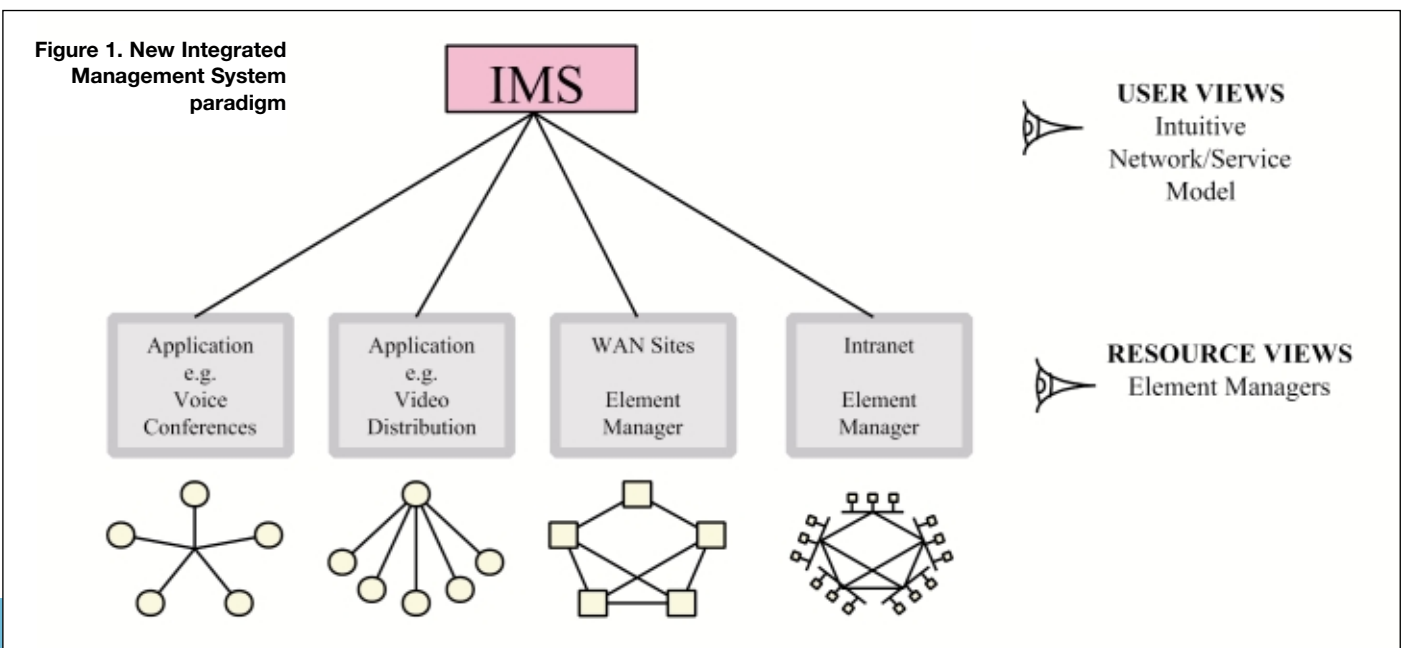 Figure 1. New Integrated
Management System
paradigm
IMS
USER VIEWS
Intuitive
Network/Service
Model
Application
e.g.
Voice
Conferences
Application
e.g.
Video
Distribution
WAN Sites
Element
Manager
Intranet
Element
Manager
RESOURCE VIEWS
Element Managers